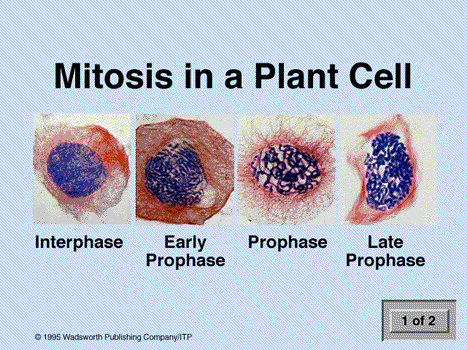 Mitosis in a Plant Cell
Interphase
Early
Prophase
Prophase
Late
Prophase
1 of 2
© 1995 Wadsworth Publishing Company/ITP